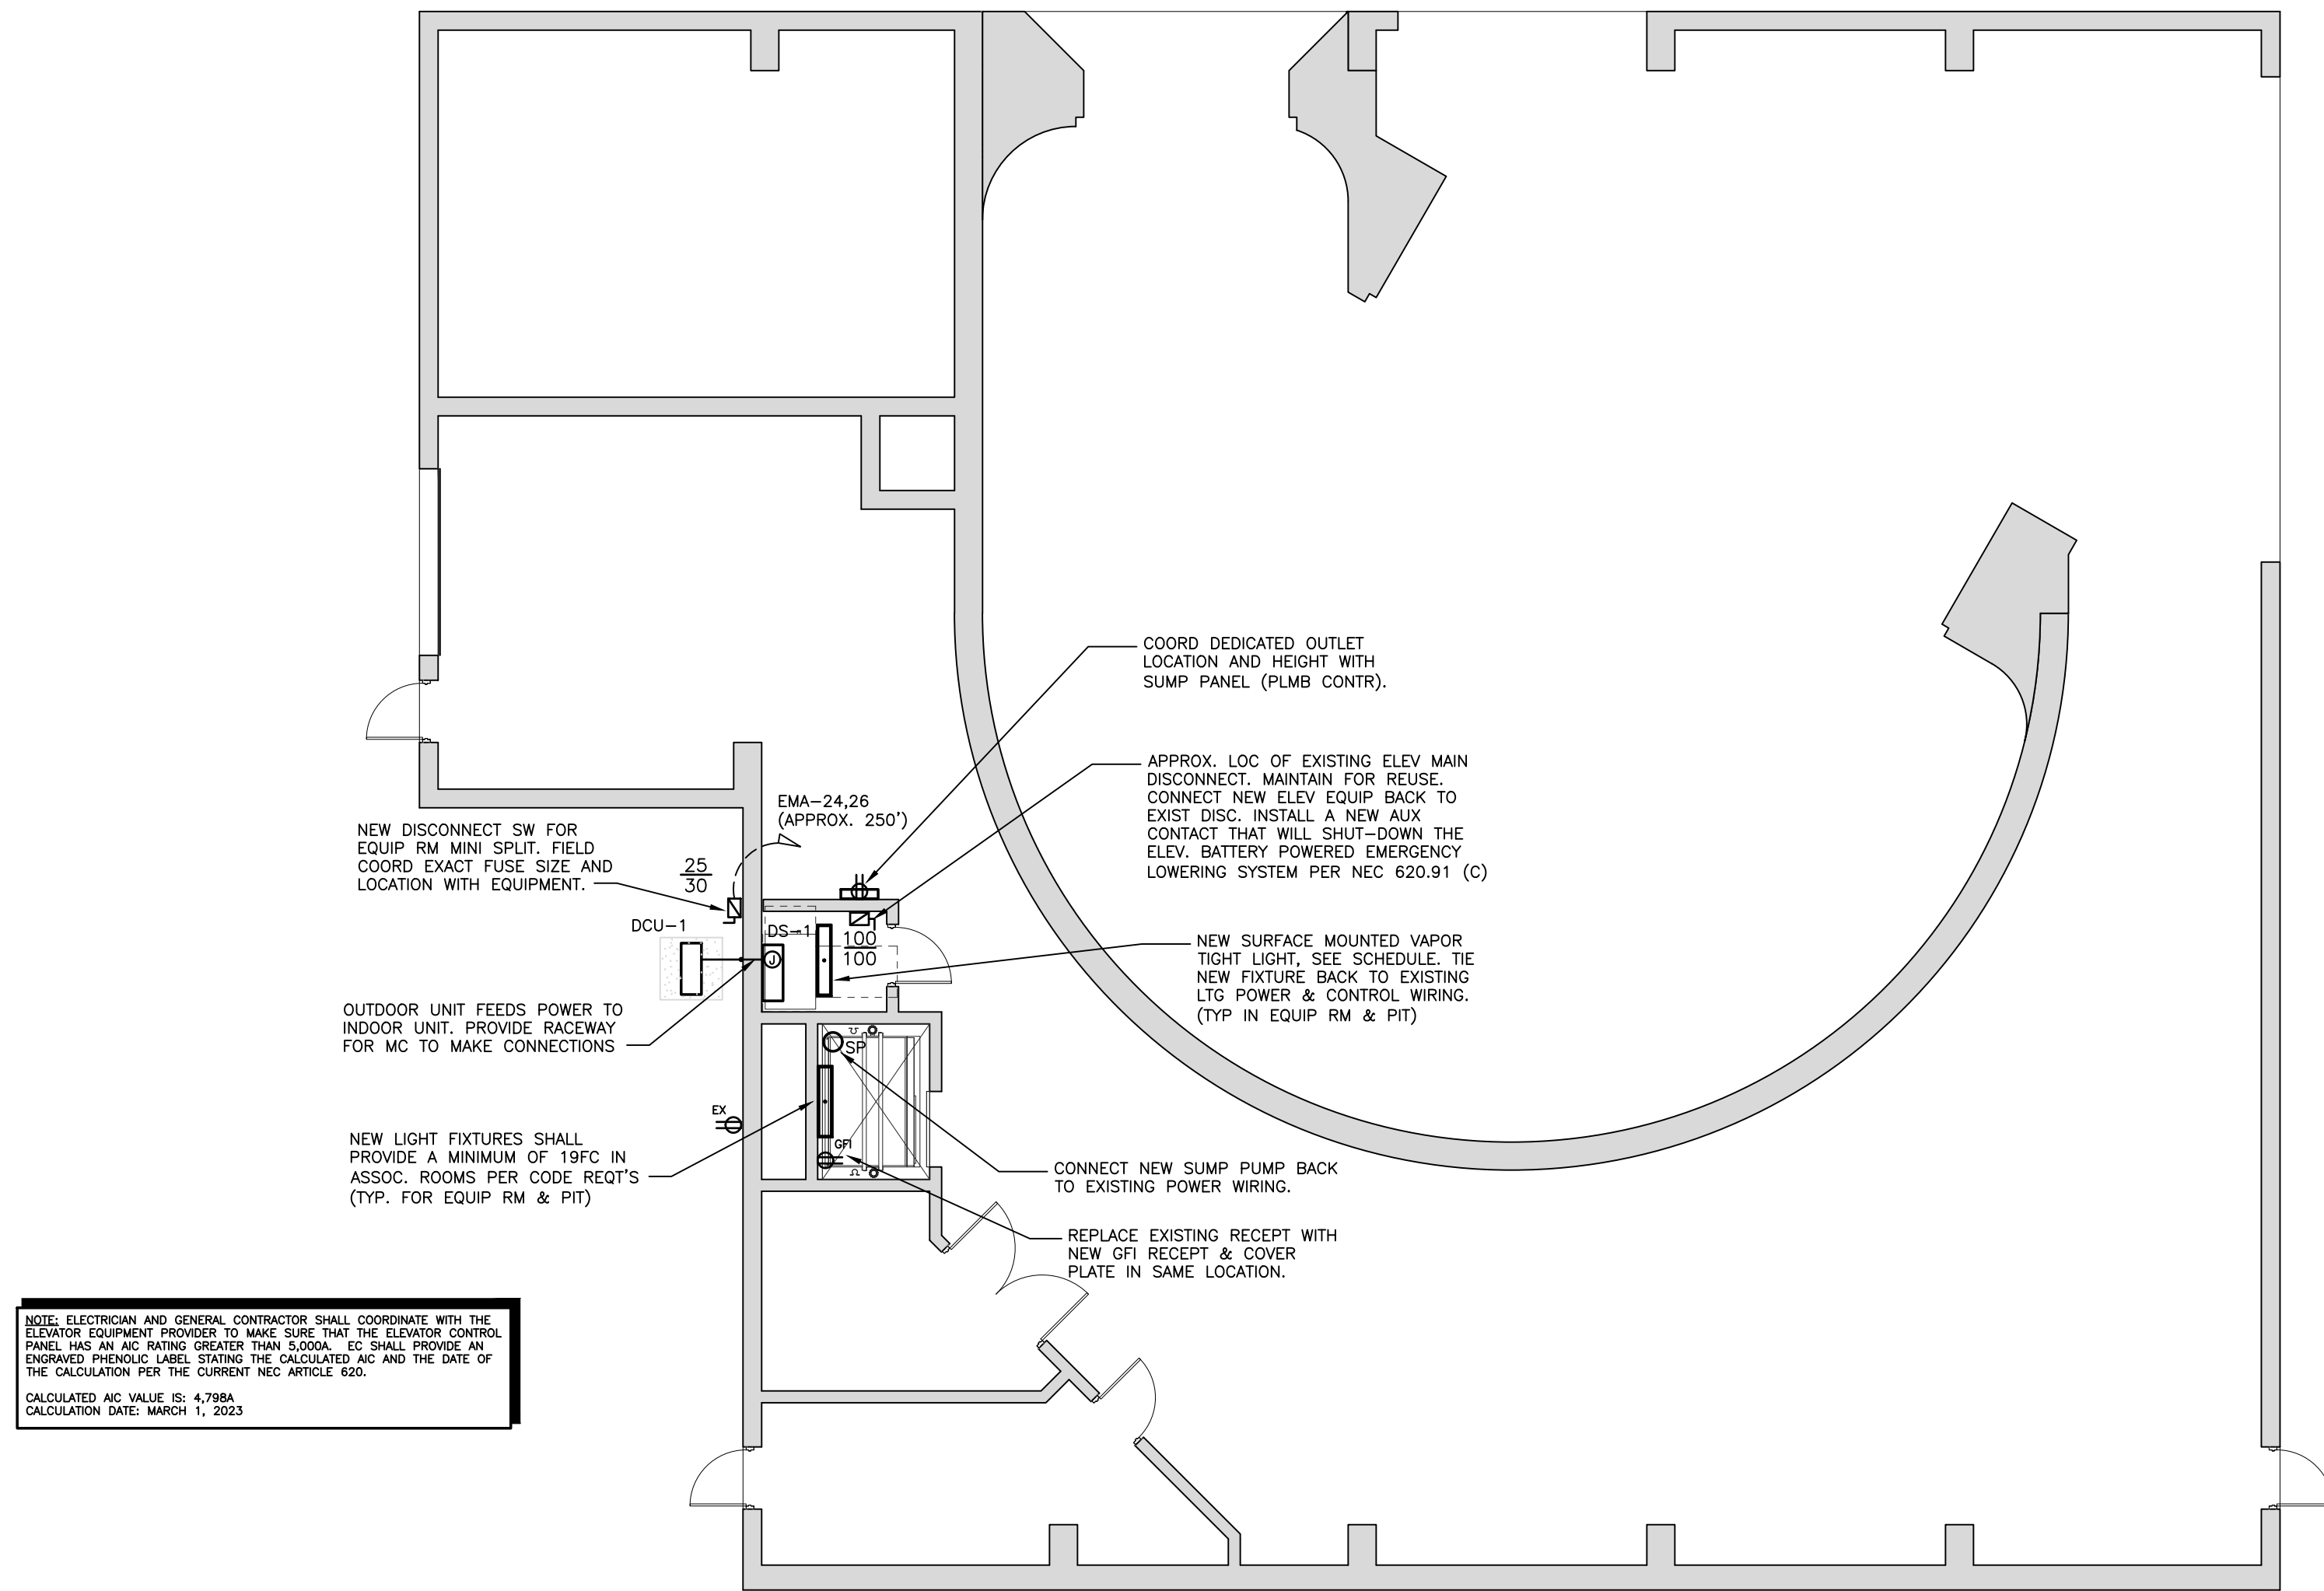 COORD DEDICATED OUTLET
LOCATION AND HEIGHT WITH
SUMP PANEL (PLMB CONTR).
APPROX. LOC OF EXISTING ELEV MAIN
DISCONNECT. MAINTAIN FOR REUSE.
CONNECT NEW ELEV EQUIP BACK TO
EXIST DISC. INSTALL A NEW AUX
CONTACT THAT WILL SHUT-DOWN THE
ELEV. BATTERY POWERED EMERGENCY
LOWERING SYSTEM PER NEC 620.91 (C)
EMA-24,26
(APPROX. 250')
NEW DISCONNECT SW FOR
EQUIP RM MINI SPLIT. FIELD
COORD EXACT FUSE SIZE AND
LOCATION WITH EQUIPMENT.
25
30
DCU-1
DS-1
J
100
100
NEW SURFACE MOUNTED VAPOR
TIGHT LIGHT, SEE SCHEDULE. TIE
NEW FIXTURE BACK TO EXISTING
LTG POWER & CONTROL WIRING.
(TYP IN EQUIP RM & PIT)
OUTDOOR UNIT FEEDS POWER TO
INDOOR UNIT. PROVIDE RACEWAY
FOR MC TO MAKE CONNECTIONS
SP
EX
GFI
NEW LIGHT FIXTURES SHALL
PROVIDE A MINIMUM OF 19FC IN
ASSOC. ROOMS PER CODE REQT'S
(TYP. FOR EQUIP RM & PIT)
CONNECT NEW SUMP PUMP BACK
TO EXISTING POWER WIRING.
REPLACE EXISTING RECEPT WITH
NEW GFI RECEPT & COVER
PLATE IN SAME LOCATION.
NOTE: ELECTRICIAN AND GENERAL CONTRACTOR SHALL COORDINATE WITH THE
ELEVATOR EQUIPMENT PROVIDER TO MAKE SURE THAT THE ELEVATOR CONTROL
PANEL HAS AN AIC RATING GREATER THAN 5,000A. EC SHALL PROVIDE AN
ENGRAVED PHENOLIC LABEL STATING THE CALCULATED AIC AND THE DATE OF
THE CALCULATION PER THE CURRENT NEC ARTICLE 620.
CALCULATED AIC VALUE IS: 4,798A
CALCULATION DATE: MARCH 1, 2023